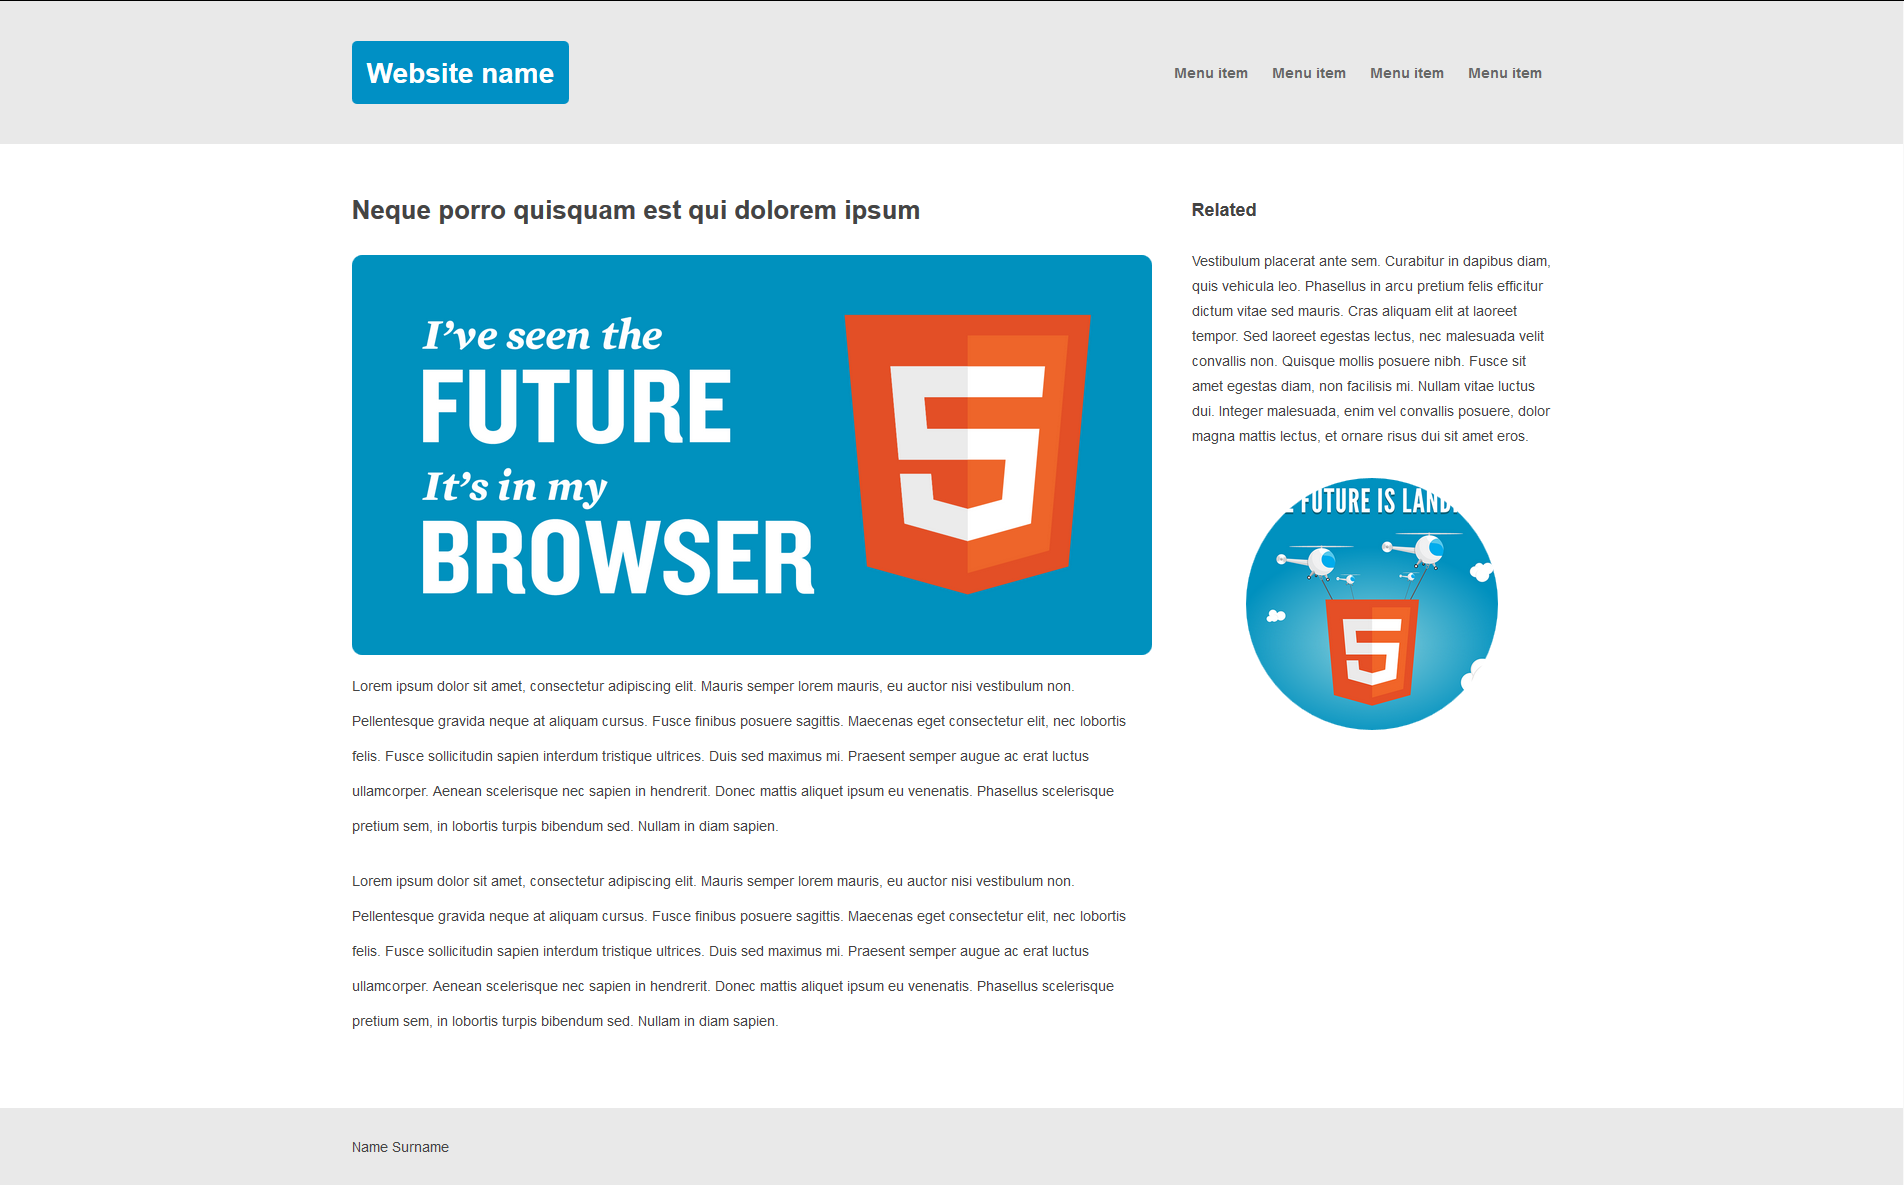 Website name
Menu item Menu item Menu item Menu item
Neque porro quisquam est qui dolorem ipsum
I've seen the
FUTURE
It's in my
BROWSER
Lorem ipsum dolor sit amet, consectetur adipiscing elit. Mauris semper lorem mauris, eu auctor nisi vestibulum non.
Pellentesque gravida neque at aliquam cursus. Fusce finibus posuere sagittis. Maecenas eget consectetur elit, nec lobortis
felis. Fusce sollicitudin sapien interdum tristique ultrices. Duis sed maximus mi. Praesent semper augue ac erat luctus
ullamcorper. Aenean scelerisque nec sapien in hendrerit. Donec mattis aliquet ipsum eu venenatis. Phasellus scelerisque
pretium sem, in lobortis turpis bibendum sed. Nullam in diam sapien.
Lorem ipsum dolor sit amet, consectetur adipiscing elit. Mauris semper lorem mauris, eu auctor nisi vestibulum non.
Pellentesque gravida neque at aliquam cursus. Fusce finibus posuere sagittis. Maecenas eget consectetur elit, nec lobortis
felis. Fusce sollicitudin sapien interdum tristique ultrices. Duis sed maximus mi. Praesent semper augue ac erat luctus
ullamcorper. Aenean scelerisque nec sapien in hendrerit. Donec mattis aliquet ipsum eu venenatis. Phasellus scelerisque
pretium sem, in lobortis turpis bibendum sed. Nullam in diam sapien.
Related
Vestibulum placerat ante sem. Curabitur in dapibus diam,
quis vehicula leo. Phasellus in arcu pretium felis efficitur
dictum vitae sed mauris. Cras aliquam elit at laoreet
tempor. Sed laoreet egestas lectus, nec malesuada velit
convallis non. Quisque mollis posuere nibh. Fusce sit
amet egestas diam, non facilisis mi. Nullam vitae luctus
dui. Integer malesuada, enim vel convallis posuere, dolor
magna mattis lectus, et ornare risus dui sit amet eros.
FUTURE IS
Name Surname